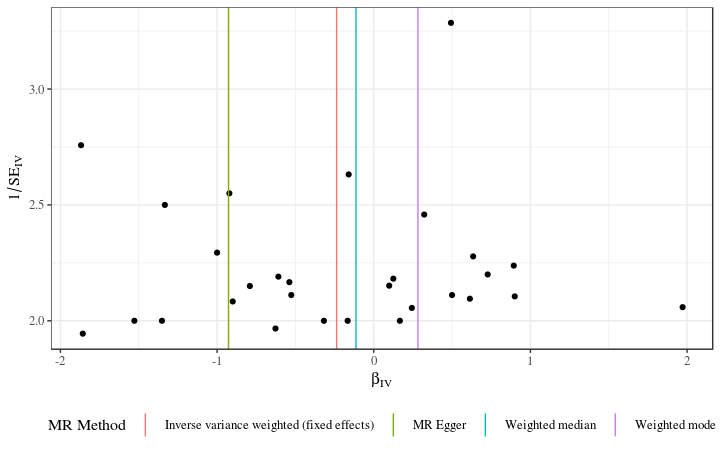 3.0
2.5
2.0
1/SE_IV
-2 -1 0 1 2
β_IV
MR Method Inverse variance weighted (fixed effects) MR Egger Weighted median Weighted mode